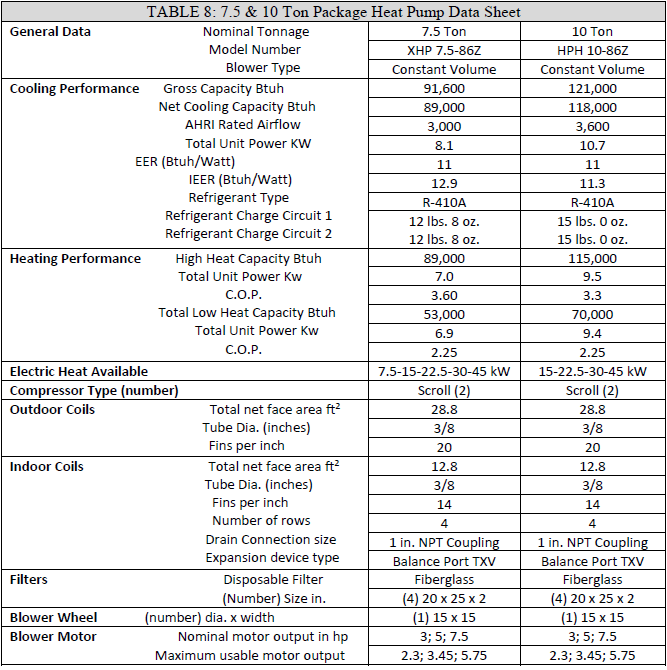 TABLE 8: 7.5 & 10 Ton Package Heat Pump Data Sheet
General Data Nominal Tonnage 7.5 Ton 10 Ton
Model Number XHP 7.5-86Z HPH 10-86Z
Blower Type Constant Volume Constant Volume
Cooling Performance Gross Capacity Btuh 91,600 121,000
Net Cooling Capacity Btuh 89,000 118,000
AHRI Rated Airflow 3,000 3,600
Total Unit Power KW 8.1 10.7
EER (Btuh/Watt) 11 11
IEER (Btuh/Watt) 12.9 11.3
Refrigerant Type R-410A R-410A
Refrigerant Charge Circuit 1 12 lbs. 8 oz. 15 lbs. 0 oz.
Refrigerant Charge Circuit 2 12 lbs. 8 oz. 15 lbs. 0 oz.
Heating Performance High Heat Capacity Btuh 89,000 115,000
Total Unit Power Kw 7.0 9.5
C.O.P. 3.60 3.3
Total Low Heat Capacity Btuh 53,000 70,000
Total Unit Power Kw 6.9 9.4
C.O.P. 2.25 2.25
Electric Heat Available 7.5-15-22.5-30-45 kW 15-22.5-30-45 kW
Compressor Type (number) Scroll (2) Scroll (2)
Outdoor Coils Total net face area ft² 28.8 28.8
Tube Dia. (inches) 3/8 3/8
Fins per inch 20 20
Indoor Coils Total net face area ft² 12.8 12.8
Tube Dia. (inches) 3/8 3/8
Fins per inch 14 14
Number of rows 4 4
Drain Connection size 1 in. NPT Coupling 1 in. NPT Coupling
Expansion device type Balance Port TXV Balance Port TXV
Filters Disposable Filter Fiberglass Fiberglass
(Number) Size in. (4) 20 x 25 x 2 (4) 20 x 25 x 2
Blower Wheel (number) dia. x width (1) 15 x 15 (1) 15 x 15
Blower Motor Nominal motor output in hp 3; 5; 7.5 3; 5; 7.5
Maximum usable motor output 2.3; 3.45; 5.75 2.3; 3.45; 5.75